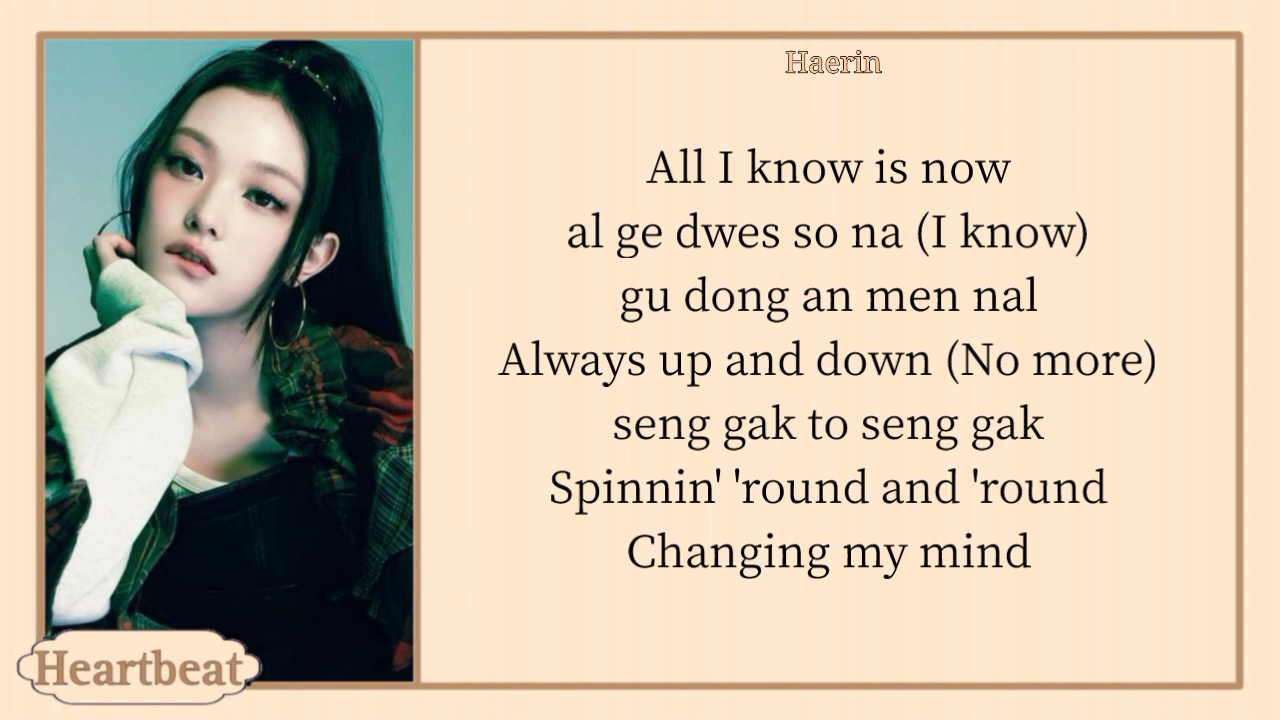 Haerin
All I know is now
al ge dwes so na (I know)
gu dong an men nal
Always up and down (No more)
seng gak to seng gak
Spinnin' 'round and 'round
Changing my mind
Heartbeat